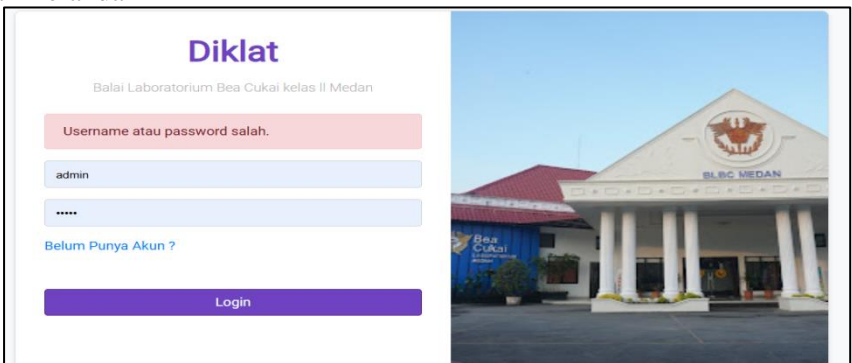 Diklat
Balai Laboratorium Bea Cukai kelas II Medan
Username atau password salah.
admin
•••••
Belum Punya Akun ?
Login
BLBC MEDAN
Bea
Cukai